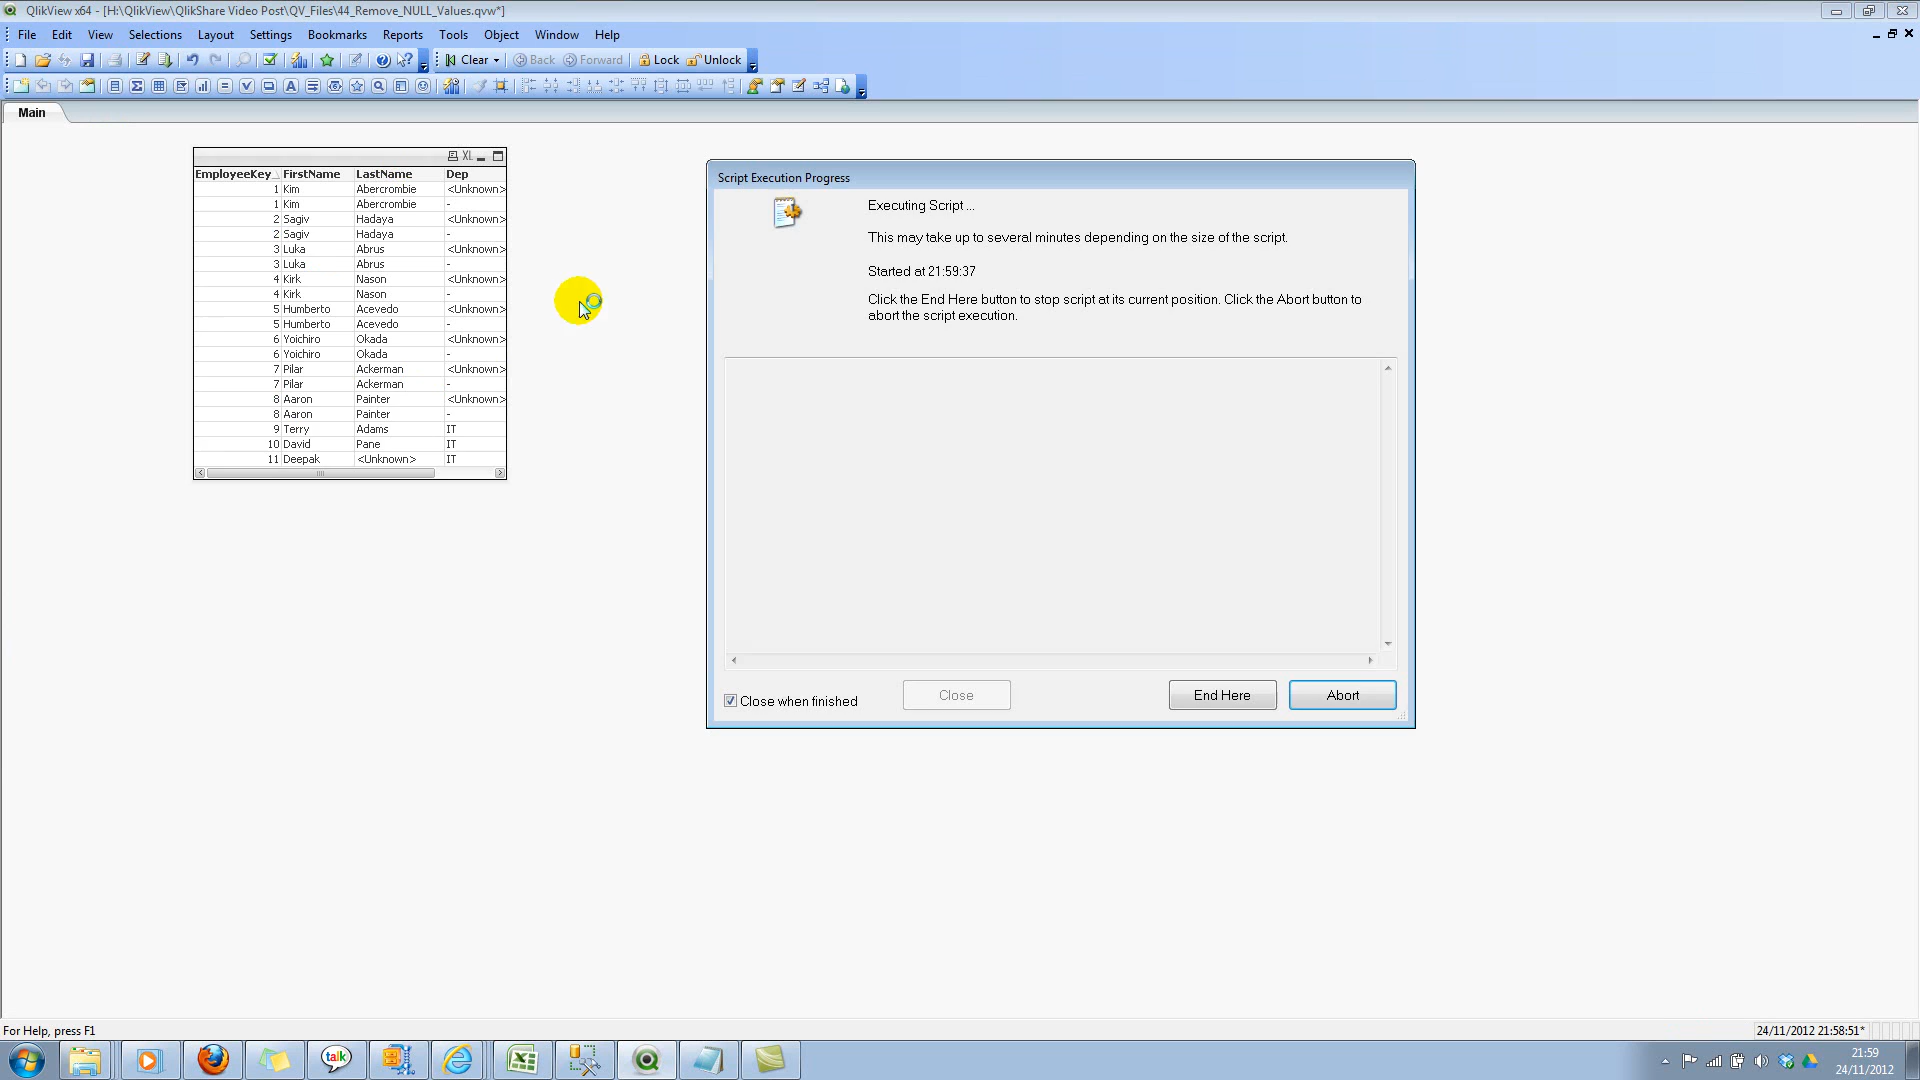 QlikView x64 - [H:\QlikView\QlikShare Video Post\QV_Files\44_Remove_NULL_Values.qvw*]
File Edit View Selections Layout Settings Bookmarks Reports Tools Object Window Help
Clear Back Forward Lock Unlock
Main
XL
EmployeeKey FirstName LastName Dep
1 Kim Abercrombie <Unknown>
1 Kim Abercrombie -
2 Sagiv Hadaya <Unknown>
2 Sagiv Hadaya -
3 Luka Abrus <Unknown>
3 Luka Abrus -
4 Kirk Nason <Unknown>
4 Kirk Nason -
5 Humberto Acevedo <Unknown>
5 Humberto Acevedo -
6 Yoichiro Okada <Unknown>
6 Yoichiro Okada -
7 Pilar Ackerman <Unknown>
7 Pilar Ackerman -
8 Aaron Painter <Unknown>
8 Aaron Painter -
9 Terry Adams IT
10 David Pane IT
11 Deepak <Unknown> IT
Script Execution Progress
Executing Script ...
This may take up to several minutes depending on the size of the script.
Started at 21:59:37
Click the End Here button to stop script at its current position. Click the Abort button to
abort the script execution.
Close when finished
Close
End Here
Abort
For Help, press F1
24/11/2012 21:58:51*
talk
21:59
24/11/2012